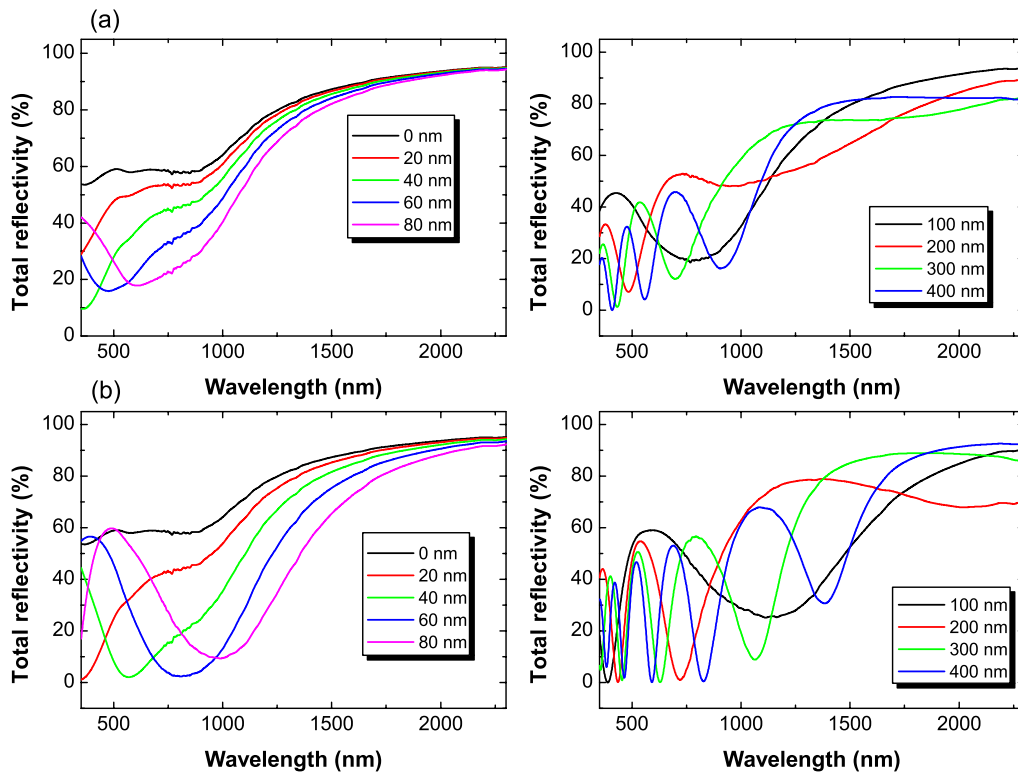 (a)
Total reflectivity (%)
100
80
60
40
20
0
0 nm
20 nm
40 nm
60 nm
80 nm
500
1000
1500
2000
Wavelength (nm)
Total reflectivity (%)
100
80
60
40
20
0
100 nm
200 nm
300 nm
400 nm
500
1000
1500
2000
Wavelength (nm)
(b)
Total reflectivity (%)
100
80
60
40
20
0
0 nm
20 nm
40 nm
60 nm
80 nm
500
1000
1500
2000
Wavelength (nm)
Total reflectivity (%)
100
80
60
40
20
0
100 nm
200 nm
300 nm
400 nm
500
1000
1500
2000
Wavelength (nm)